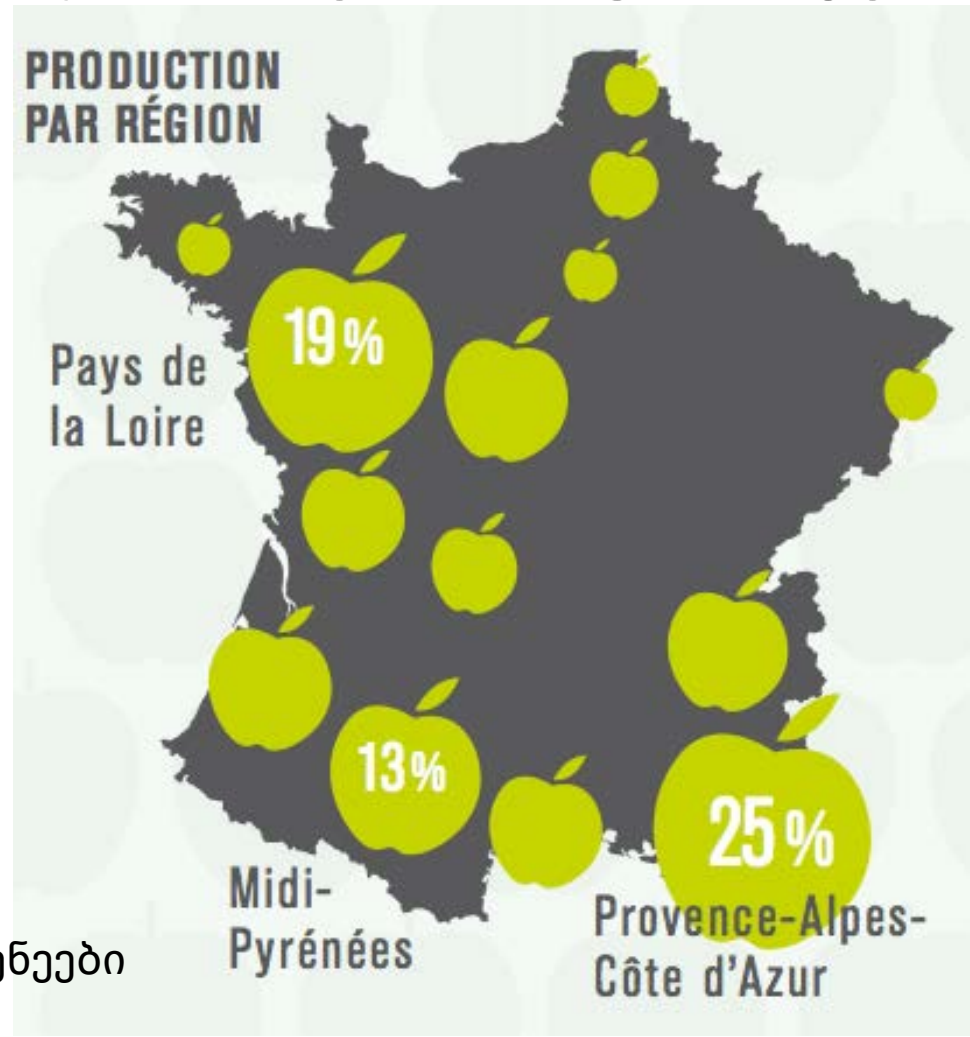 PRODUCTION
PAR RÉGION
19%
Pays de
la Loire
13%
25%
Midi-
Pyrénées
Provence-Alpes-
Côte d'Azur